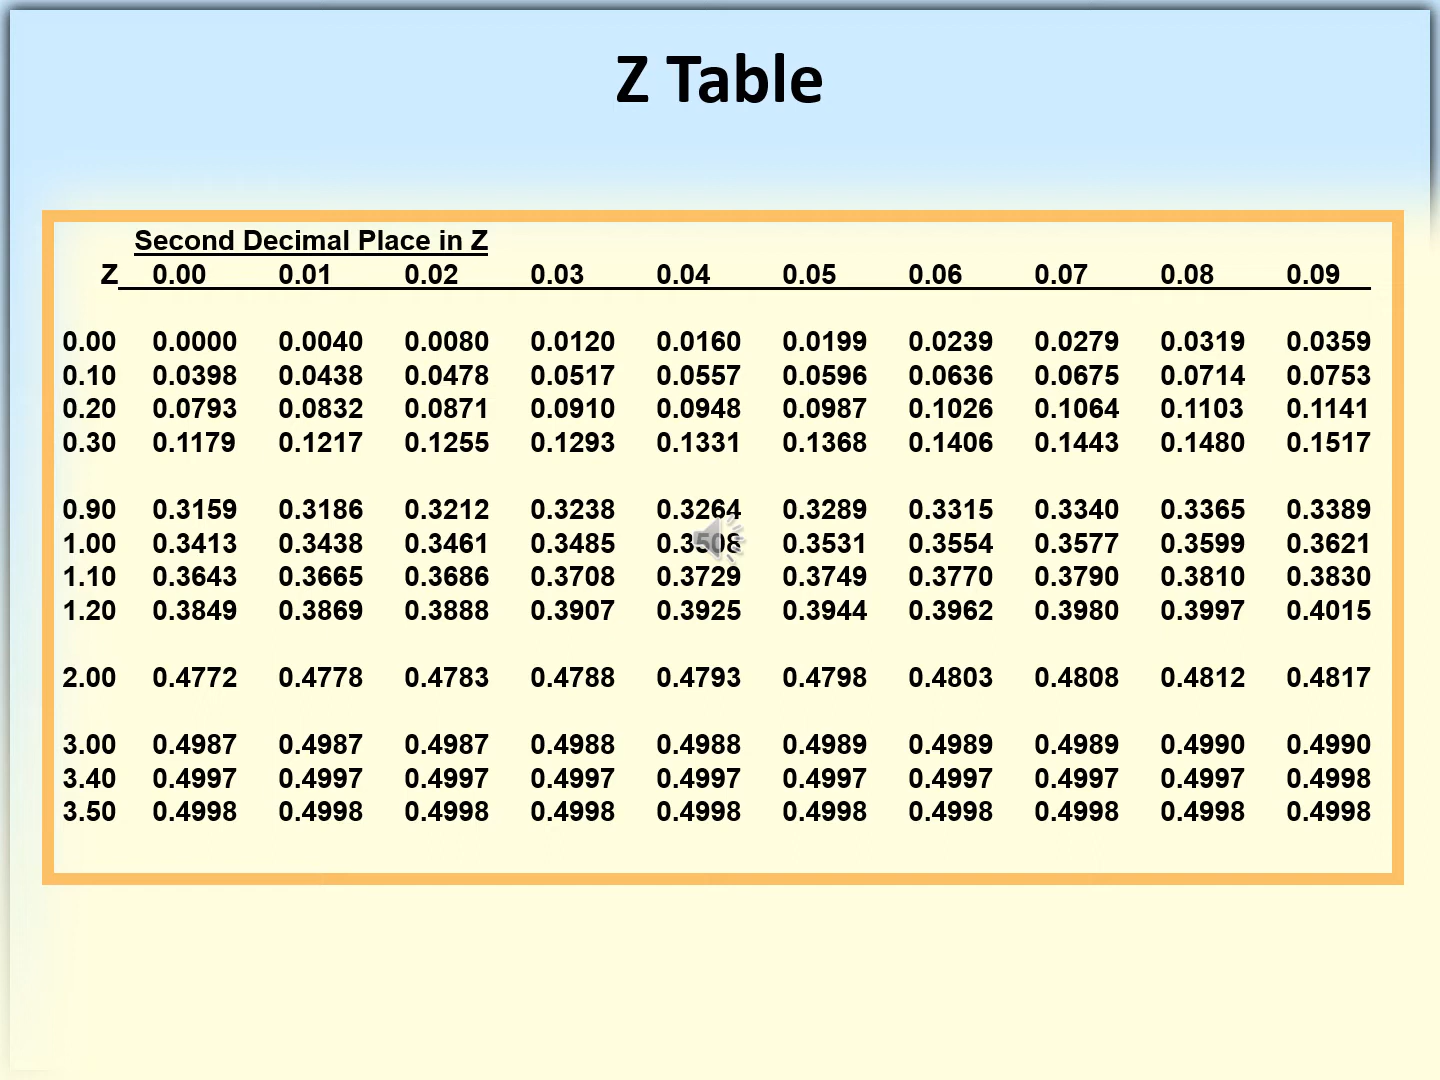 Z Table
Second Decimal Place in Z
Z 0.00 0.01 0.02 0.03 0.04 0.05 0.06 0.07 0.08 0.09
0.00 0.0000 0.0040 0.0080 0.0120 0.0160 0.0199 0.0239 0.0279 0.0319 0.0359
0.10 0.0398 0.0438 0.0478 0.0517 0.0557 0.0596 0.0636 0.0675 0.0714 0.0753
0.20 0.0793 0.0832 0.0871 0.0910 0.0948 0.0987 0.1026 0.1064 0.1103 0.1141
0.30 0.1179 0.1217 0.1255 0.1293 0.1331 0.1368 0.1406 0.1443 0.1480 0.1517
0.90 0.3159 0.3186 0.3212 0.3238 0.3264 0.3289 0.3315 0.3340 0.3365 0.3389
1.00 0.3413 0.3438 0.3461 0.3485 0.3508 0.3531 0.3554 0.3577 0.3599 0.3621
1.10 0.3643 0.3665 0.3686 0.3708 0.3729 0.3749 0.3770 0.3790 0.3810 0.3830
1.20 0.3849 0.3869 0.3888 0.3907 0.3925 0.3944 0.3962 0.3980 0.3997 0.4015
2.00 0.4772 0.4778 0.4783 0.4788 0.4793 0.4798 0.4803 0.4808 0.4812 0.4817
3.00 0.4987 0.4987 0.4987 0.4988 0.4988 0.4989 0.4989 0.4989 0.4990 0.4990
3.40 0.4997 0.4997 0.4997 0.4997 0.4997 0.4997 0.4997 0.4997 0.4997 0.4998
3.50 0.4998 0.4998 0.4998 0.4998 0.4998 0.4998 0.4998 0.4998 0.4998 0.4998